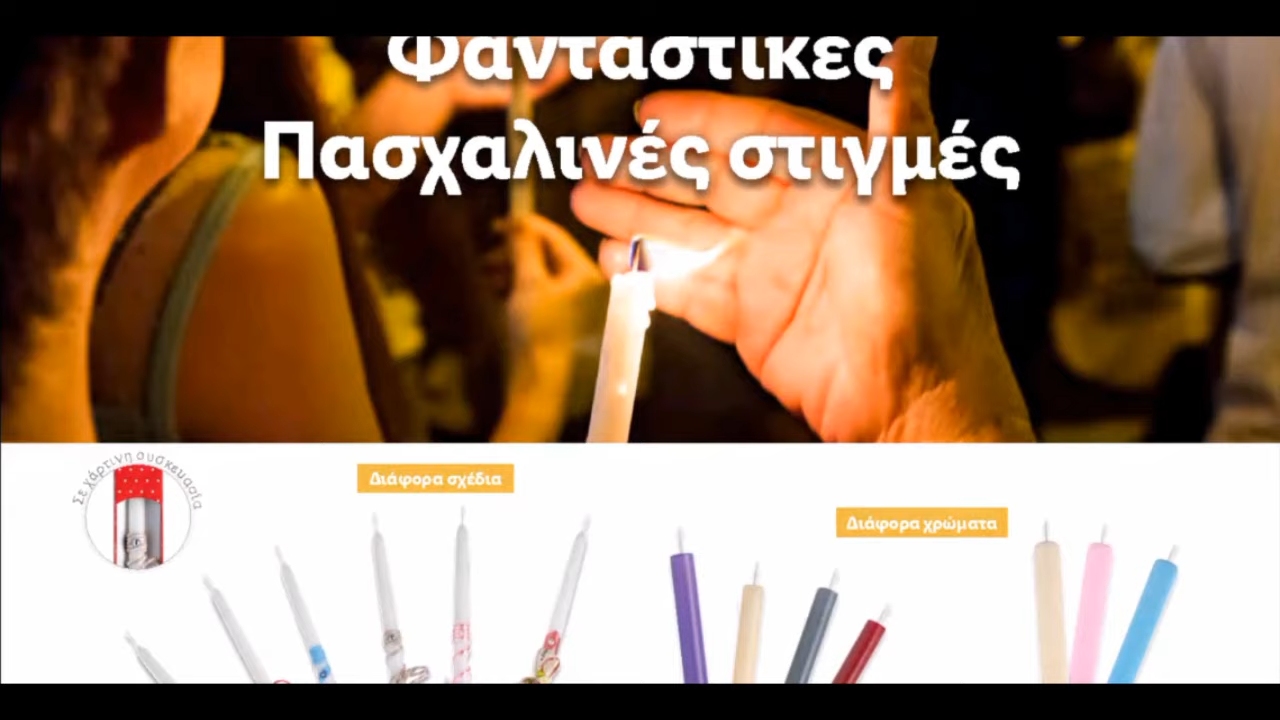 Φανταστικές
Πασχαλινές στιγμές
Σε χάρτινη συσκευασία
Διάφορα σχέδια
Διάφορα χρώματα